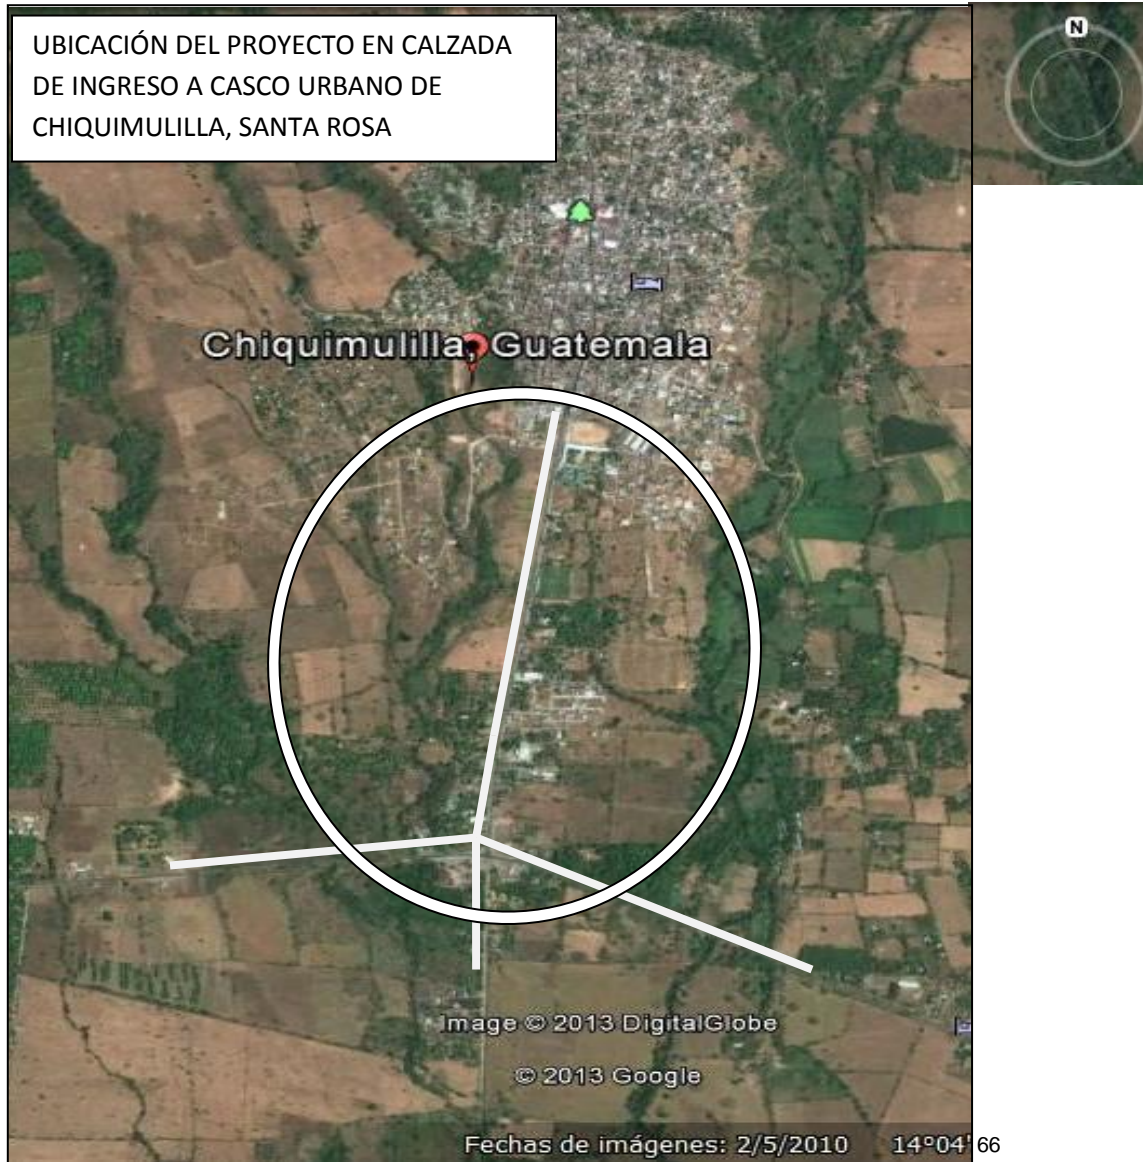 UBICACIÓN DEL PROYECTO EN CALZADA
DE INGRESO A CASCO URBANO DE
CHIQUIMULILLA, SANTA ROSA
N
Chiquimulilla, Guatemala
Image © 2013 DigitalGlobe
© 2013 Google
Fechas de imágenes: 2/5/2010 14°04'
66